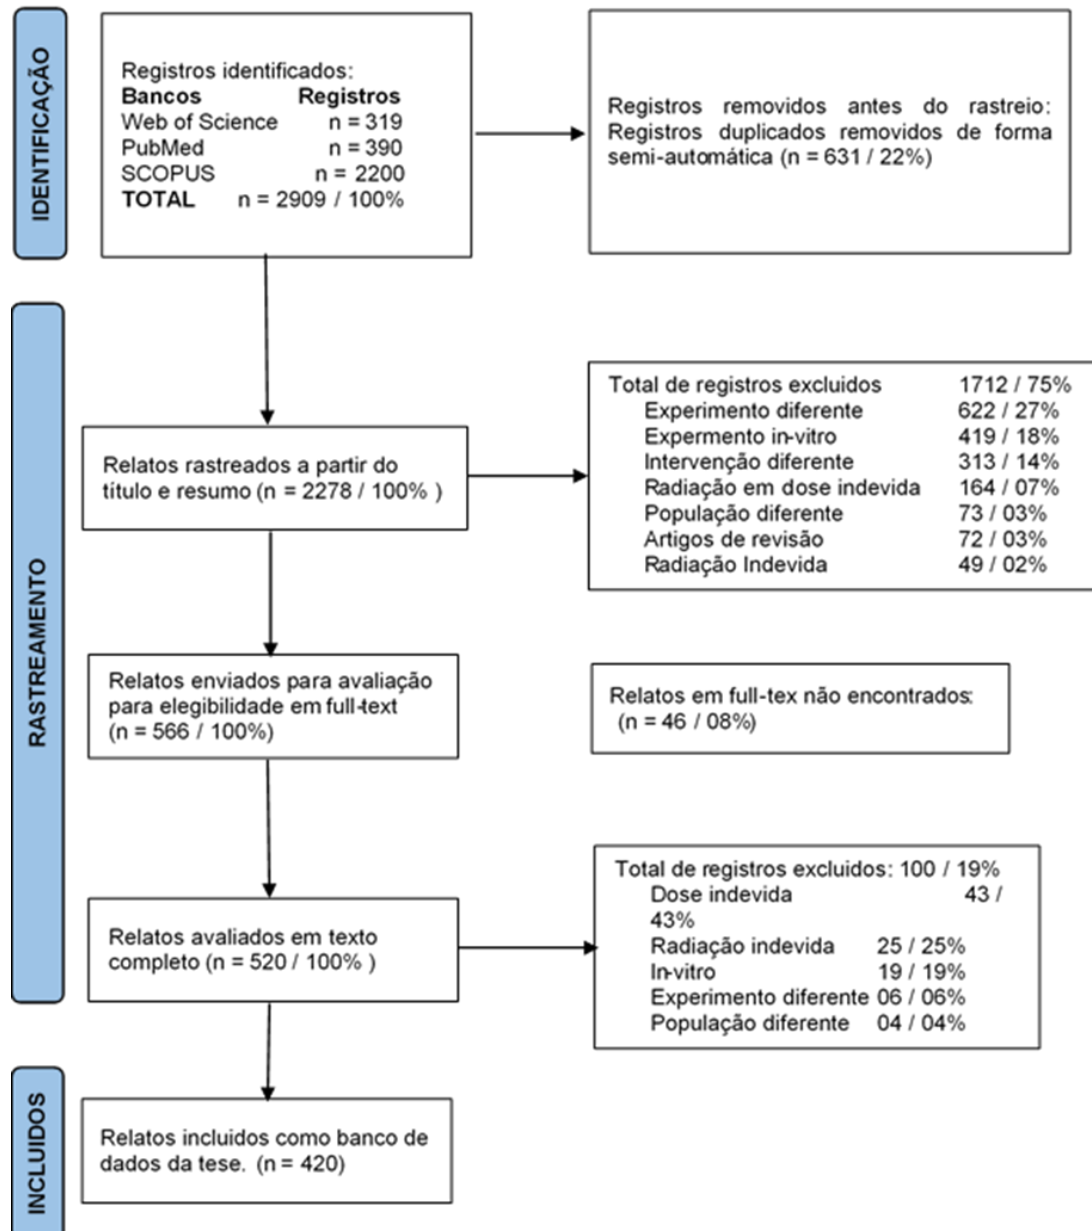 IDENTIFICAÇÃO
Registros identificados:
Bancos Registros
Web of Science n = 319
PubMed n = 390
SCOPUS n = 2200
TOTAL n = 2909 / 100%
Registros removidos antes do rastreio:
Registros duplicados removidos de forma
semi-automática (n = 631 / 22%)
RASTREAMENTO
Relatos rastreados a partir do
título e resumo (n = 2278 / 100% )
Total de registros excluidos 1712 / 75%
Experimento diferente 622 / 27%
Expermento in-vitro 419 / 18%
Intervenção diferente 313 / 14%
Radiação em dose indevida 164 / 07%
População diferente 73 / 03%
Artigos de revisão 72 / 03%
Radiação Indevida 49 / 02%
Relatos enviados para avaliação
para elegibilidade em full-text
(n = 566 / 100%)
Relatos em full-tex não encontrados:
(n = 46 / 08%)
Relatos avaliados em texto
completo (n = 520 / 100% )
Total de registros excluidos: 100 / 19%
Dose indevida 43 /
43%
Radiação indevida 25 / 25%
In-vitro 19 / 19%
Experimento diferente 06 / 06%
População diferente 04 / 04%
INCLUIDOS
Relatos incluidos como banco de
dados da tese. (n = 420)